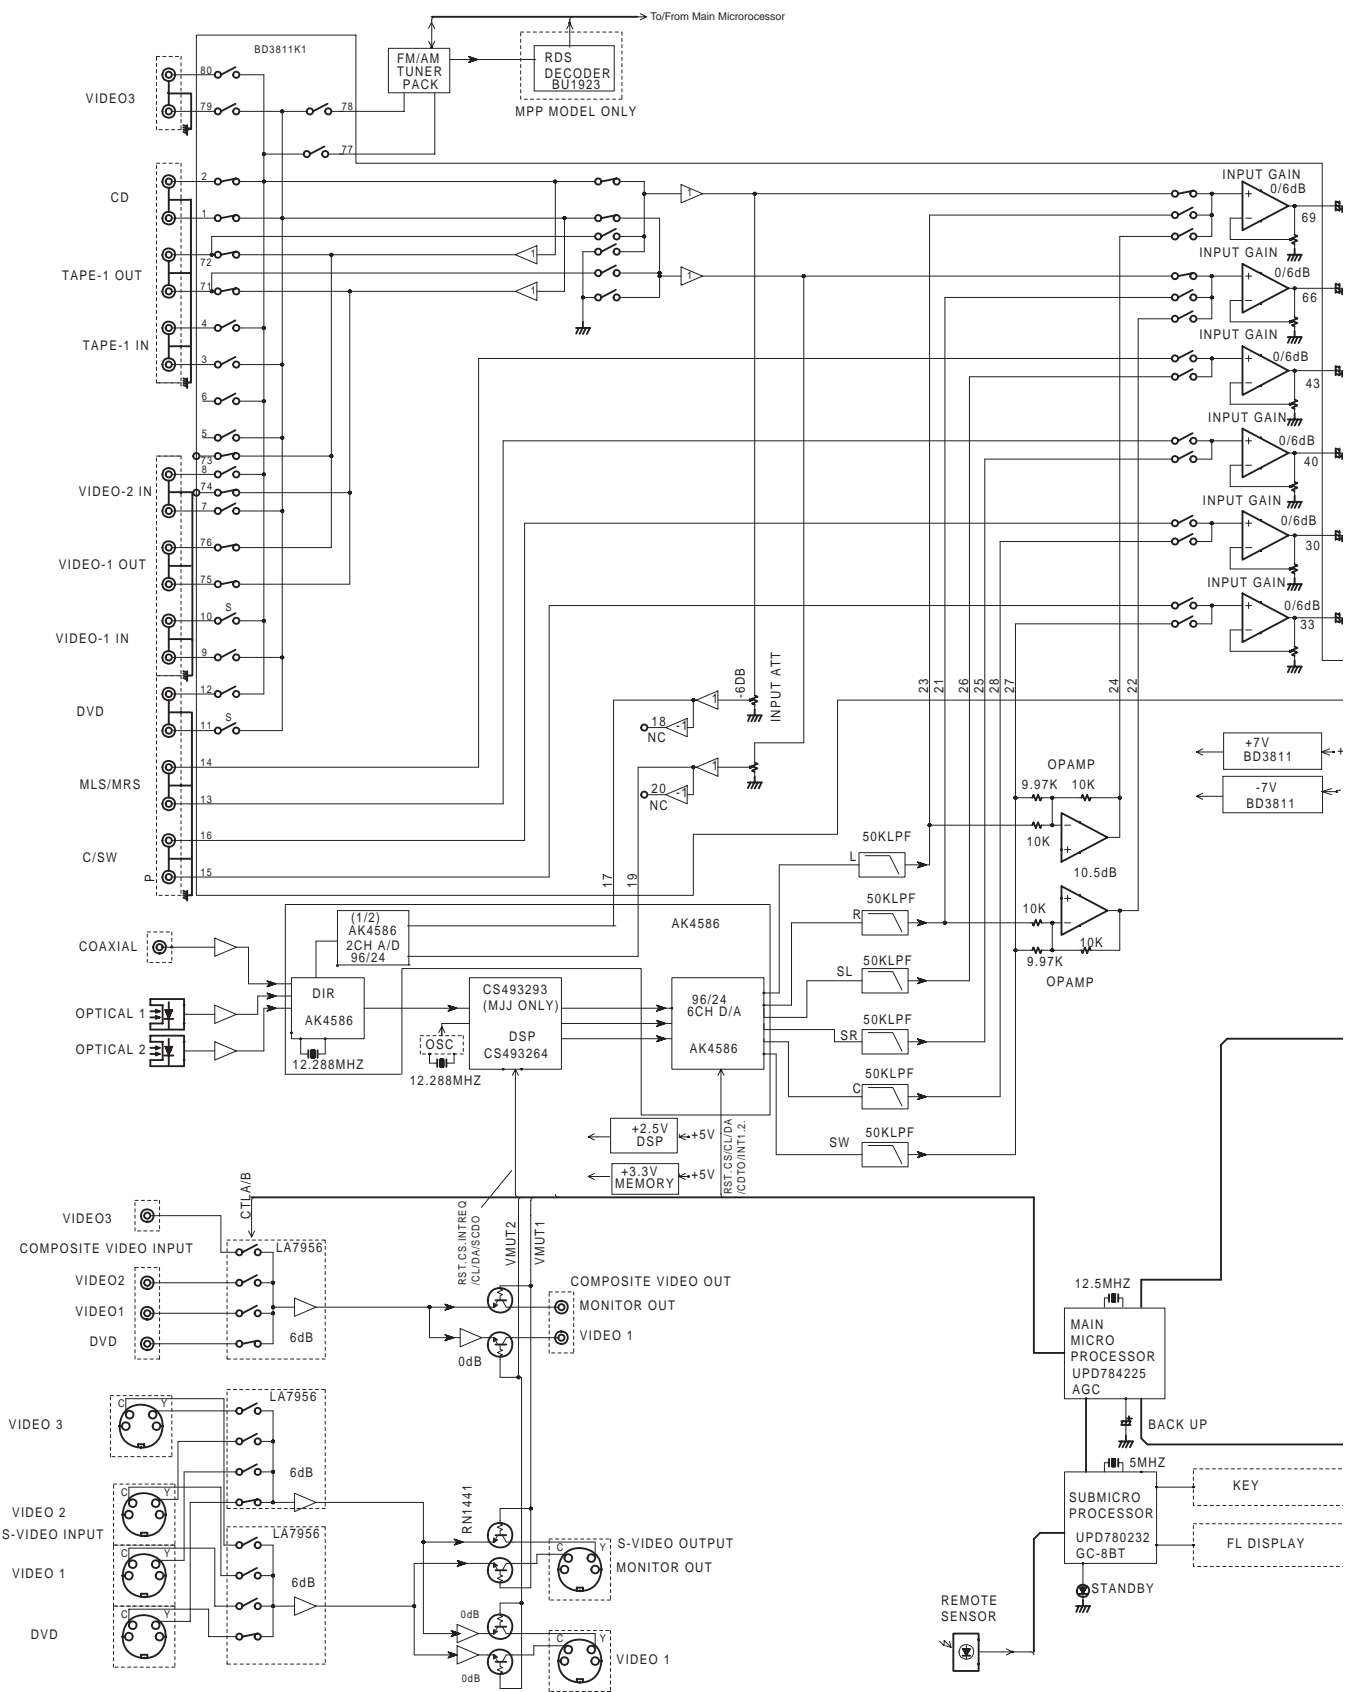 To/From Main Microrocessor
BD3811K1
FM/AM
TUNER
PACK
RDS
DECODER
BU1923
MPP MODEL ONLY
VIDEO3
80
79
78
77
CD
2
1
TAPE-1 OUT
72
71
TAPE-1 IN
4
3
6
5
73
8
VIDEO-2 IN
74
7
76
VIDEO-1 OUT
75
S
10
VIDEO-1 IN
9
12
DVD
S
11
14
MLS/MRS
13
16
C/SW
P
15
1
1
1
1
INPUT GAIN
0/6dB
+
−
69
INPUT GAIN
0/6dB
+
−
66
INPUT GAIN
0/6dB
+
−
43
INPUT GAIN
0/6dB
+
−
40
INPUT GAIN
0/6dB
+
−
30
INPUT GAIN
0/6dB
+
−
33
-6DB
INPUT ATT
1
18
-1
NC
1
20
-1
NC
17
19
23
21
26
25
28
27
24
22
+7V
BD3811
+
-7V
BD3811
-
OPAMP
9.97K
10K
10K
−
+
10.5dB
10K
+
−
10K
9.97K
OPAMP
L
50KLPF
R
50KLPF
SL
50KLPF
SR
50KLPF
C
50KLPF
SW
50KLPF
COAXIAL
OPTICAL 1
OPTICAL 2
(1/2)
AK4586
2CH A/D
96/24
AK4586
DIR
AK4586
12.288MHZ
OSC
12.288MHZ
CS493293
(MJJ ONLY)
DSP
CS493264
96/24
6CH D/A
AK4586
+2.5V
DSP
+5V
+3.3V
MEMORY
+5V
RST.CS/CL/DA
/CDTO/INT1.2.
RST.CS.INTREQ
/CL/DA/SCDO
VMUT2
VMUT1
CTLA/B
VIDEO3
COMPOSITE VIDEO INPUT
LA7956
VIDEO2
VIDEO1
DVD
6dB
0dB
COMPOSITE VIDEO OUT
MONITOR OUT
VIDEO 1
C
Y
VIDEO 3
LA7956
6dB
C
Y
VIDEO 2
S-VIDEO INPUT
LA7956
C
Y
VIDEO 1
6dB
C
Y
DVD
RN1441
S-VIDEO OUTPUT
C
Y
MONITOR OUT
0dB
0dB
C
Y
VIDEO 1
12.5MHZ
MAIN
MICRO
PROCESSOR
UPD784225
AGC
BACK UP
5MHZ
SUBMICRO
PROCESSOR
UPD780232
GC-8BT
KEY
FL DISPLAY
STANDBY
REMOTE
SENSOR